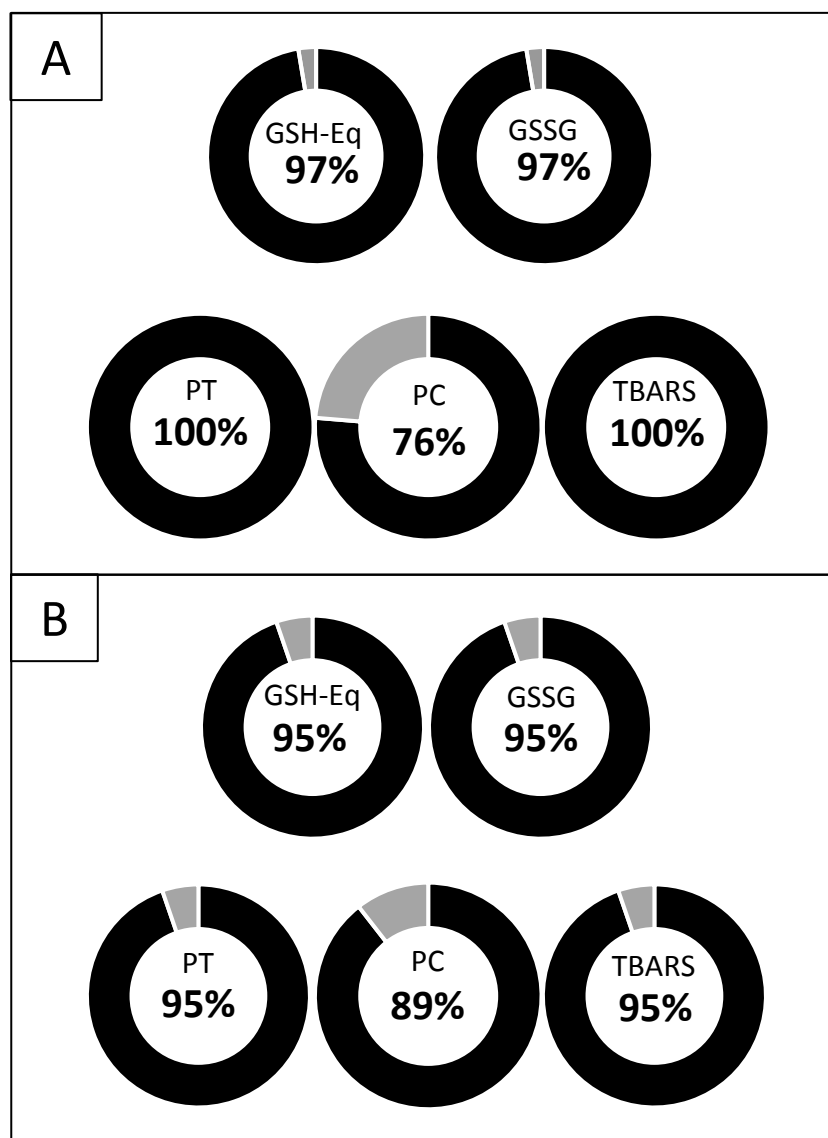 A
GSH-Eq
97%
GSSG
97%
PT
100%
PC
76%
TBARS
100%
B
GSH-Eq
95%
GSSG
95%
PT
95%
PC
89%
TBARS
95%